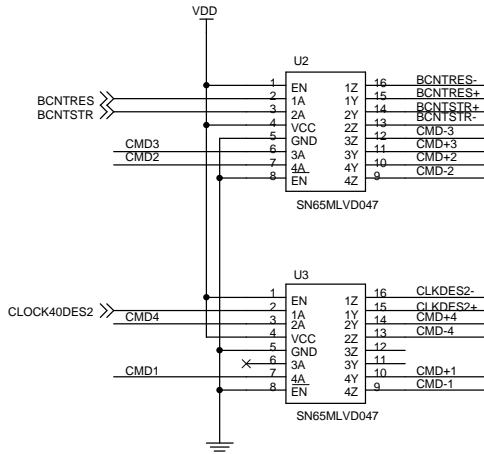 VDD
U2
1 EN 1Z 16 BCNTRES-
BCNTRES 2 1A 1Y 15 BCNTRES+
BCNTSTR 3 2A 2Y 14 BCNTSTR+
4 VCC 2Z 13 BCNTSTR-
5 GND 3Z 12 CMD-3
CMD3 6 3A 3Y 11 CMD+3
CMD2 7 4A 4Y 10 CMD+2
8 EN 4Z 9 CMD-2
SN65MLVD047
U3
1 EN 1Z 16 CLKDES2-
CLOCK40DES2 2 1A 1Y 15 CLKDES2+
CMD4 3 2A 2Y 14 CMD+4
4 VCC 2Z 13 CMD-4
5 GND 3Z 12
6 3A 3Y 11
CMD1 7 4A 4Y 10 CMD+1
8 EN 4Z 9 CMD-1
SN65MLVD047